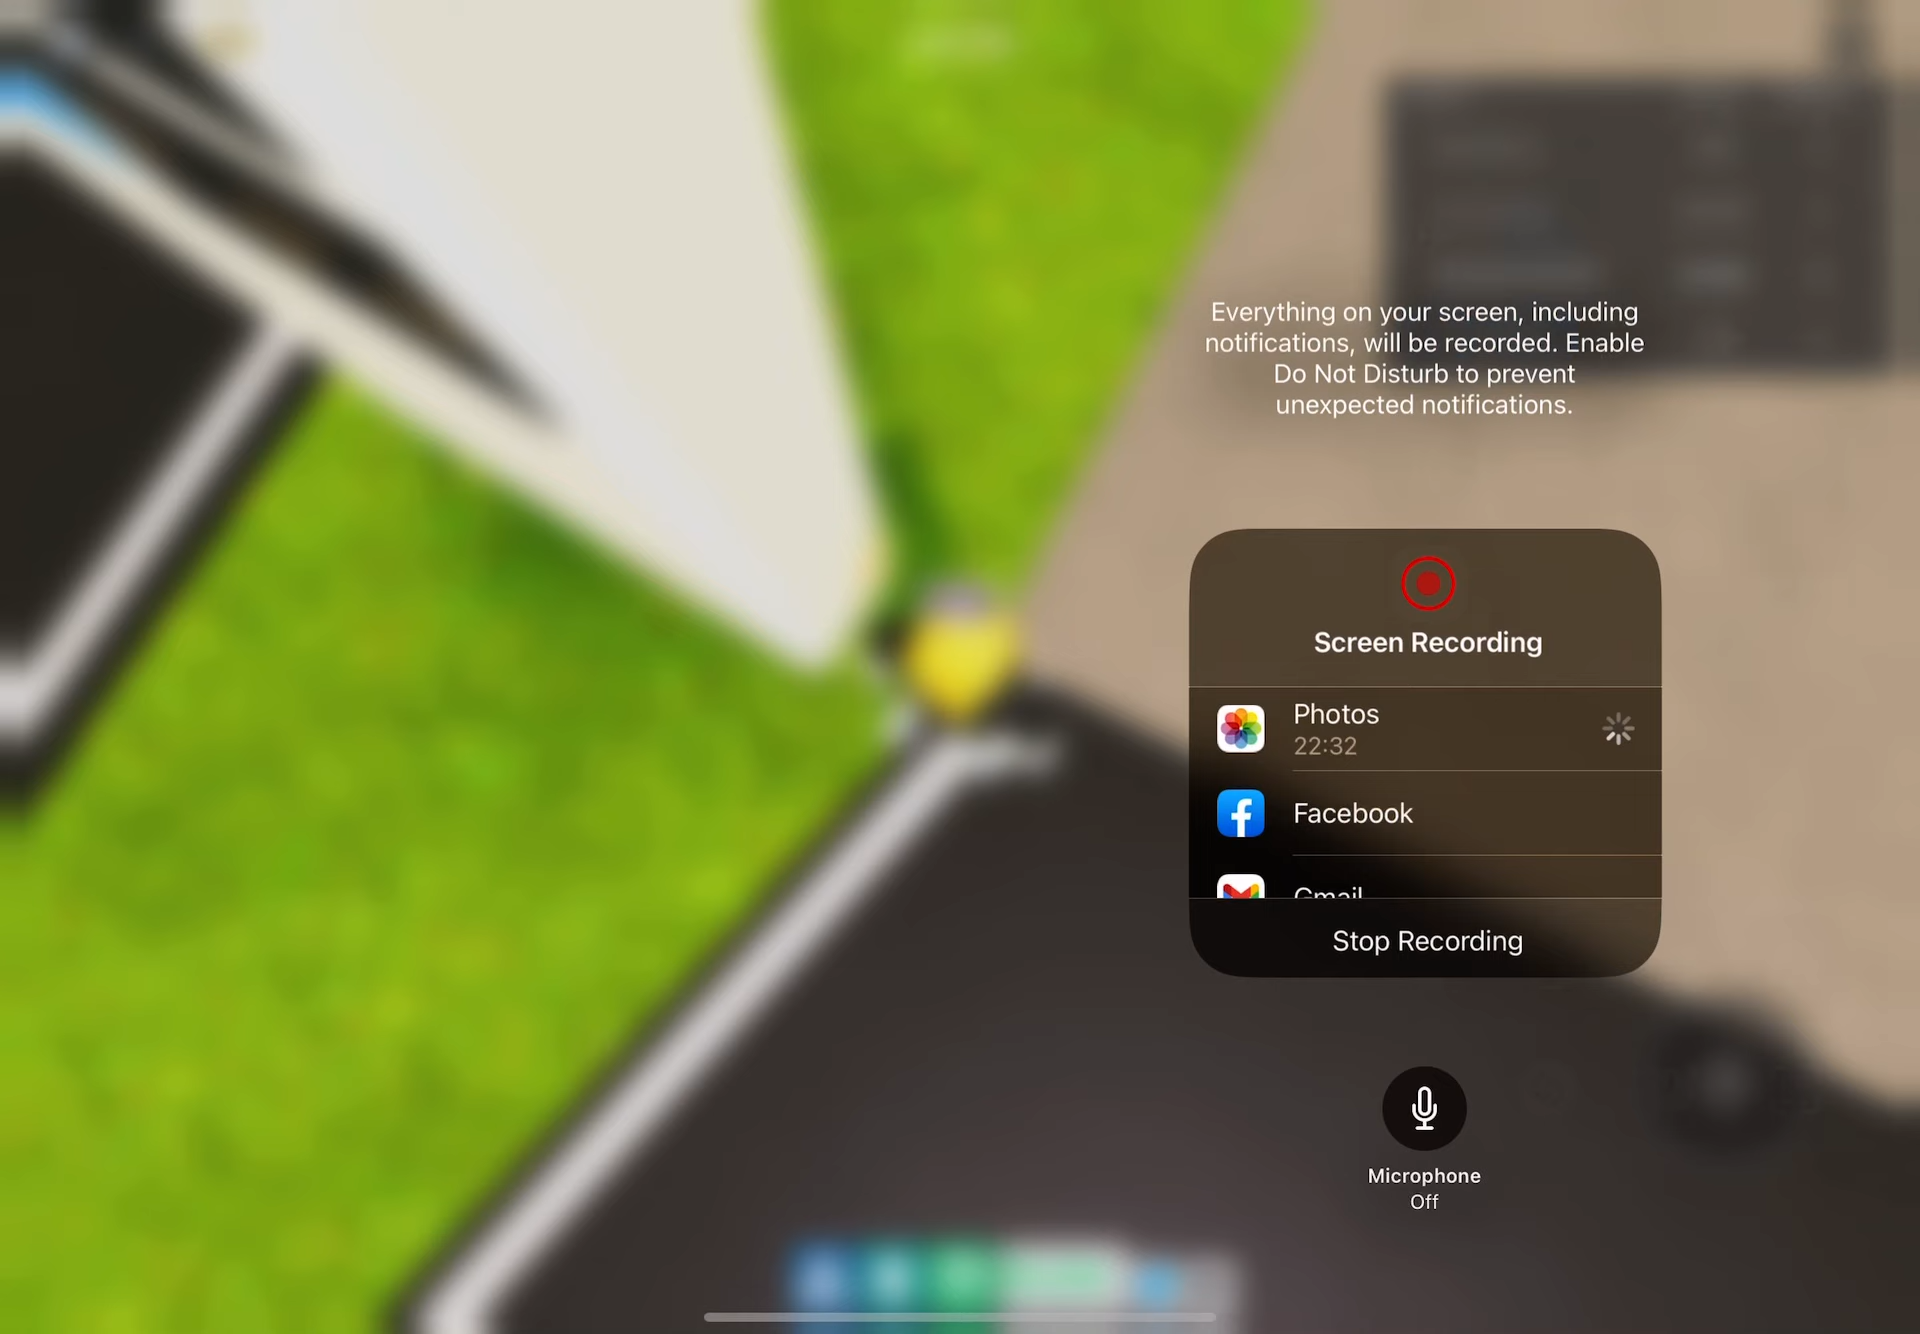 Everything on your screen, including
notifications, will be recorded. Enable
Do Not Disturb to prevent
unexpected notifications.
Screen Recording
Photos
22:32
Facebook
Gmail
Stop Recording
Microphone
Off